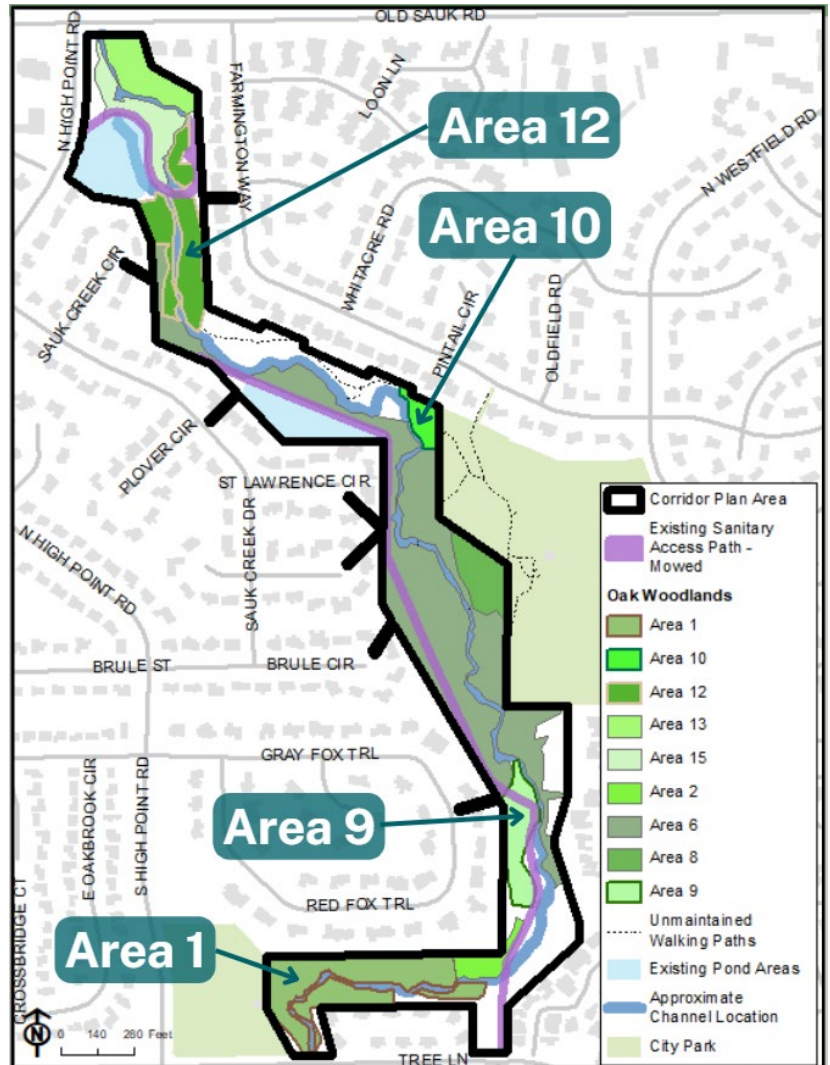 OLD SAUK RD
N HIGH POINT RD
FARMINGTON WAY
LOON LN
Area 12
N WESTFIELD RD
WHITACRE RD
Area 10
SAUK CREEK CIR
PINTAIL CIR
OLDFIELD RD
PLOVER CIR
ST LAWRENCE CIR
SAUK CREEK DR
N HIGH POINT RD
BRULE ST
BRULE CIR
GRAY FOX TRL
E OAKBROOK CIR
S HIGH POINT RD
Area 9
RED FOX TRL
CROSSBRIDGE CT
Area 1
TREE LN
N
0 140 280 Feet
Corridor Plan Area
Existing Sanitary
Access Path -
Mowed
Oak Woodlands
Area 1
Area 10
Area 12
Area 13
Area 15
Area 2
Area 6
Area 8
Area 9
Unmaintained
Walking Paths
Existing Pond Areas
Approximate
Channel Location
City Park